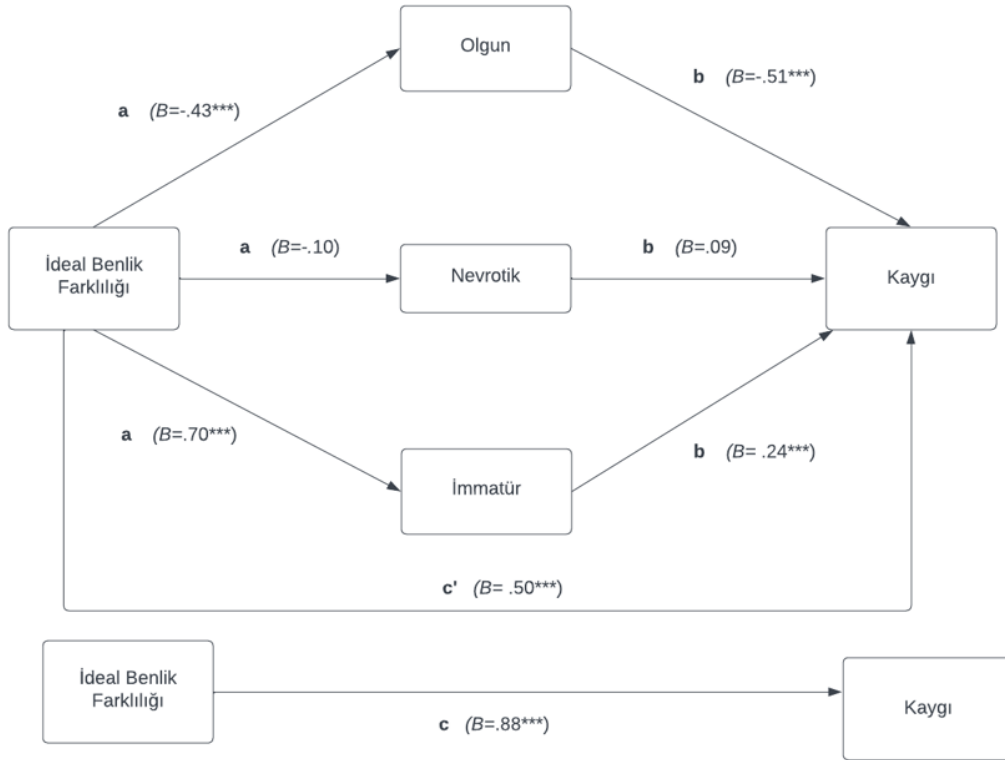 Olgun
a (B=-.43***)
b (B=-.51***)
İdeal Benlik
Farklılığı
a (B=-.10)
Nevrotik
b (B=.09)
Kaygı
a (B=.70***)
İmmatür
b (B= .24***)
c' (B= .50***)
İdeal Benlik
Farklılığı
c (B=.88***)
Kaygı